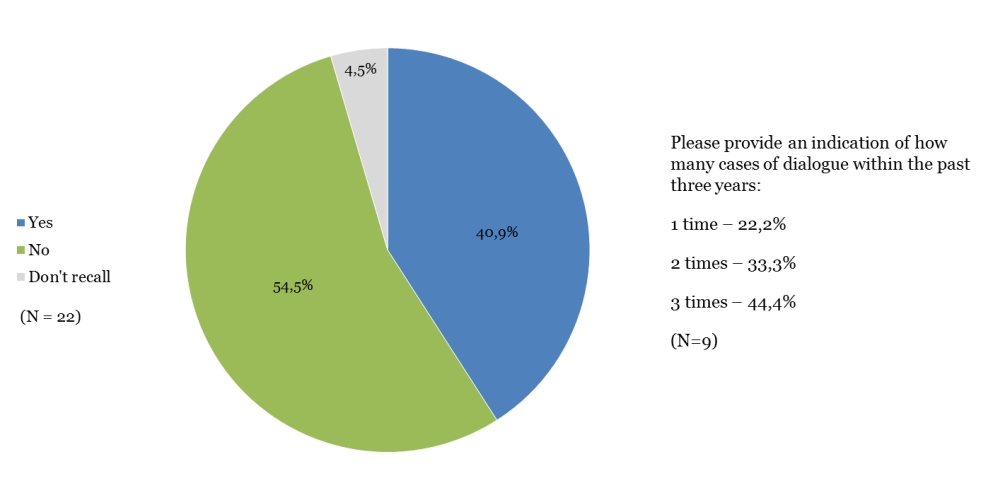 Yes
No
Don't recall
(N = 22)
4,5%
40,9%
54,5%
Please provide an indication of how
many cases of dialogue within the past
three years:
1 time – 22,2%
2 times – 33,3%
3 times – 44,4%
(N=9)